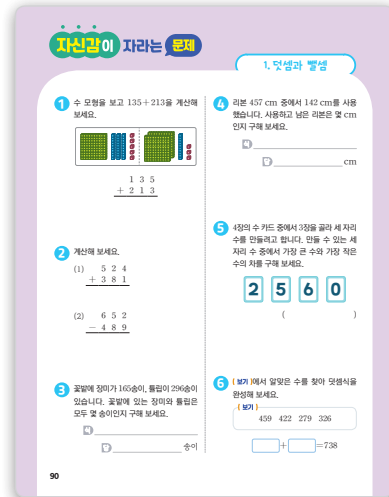 자신감이 자라는 문제
1. 덧셈과 뺄셈
1 수 모형을 보고 135+213을 계산해
보세요.
1 3 5
+ 2 1 3
2 계산해 보세요.
(1) 5 2 4
+ 3 8 1
(2) 6 5 2
− 4 8 9
3 꽃밭에 장미가 165송이, 튤립이 296송이
있습니다. 꽃밭에 있는 장미와 튤립은
모두 몇 송이인지 구해 보세요.
식
답 송이
4 리본 457 cm 중에서 142 cm를 사용
했습니다. 사용하고 남은 리본은 몇 cm
인지 구해 보세요.
식
답 cm
5 4장의 수 카드 중에서 3장을 골라 세 자리
수를 만들려고 합니다. 만들 수 있는 세
자리 수 중에서 가장 큰 수와 가장 작은
수의 차를 구해 보세요.
2 5 6 0
( )
6 (보기)에서 알맞은 수를 찾아 덧셈식을
완성해 보세요.
(보기)
459 422 279 326
+ =738
90